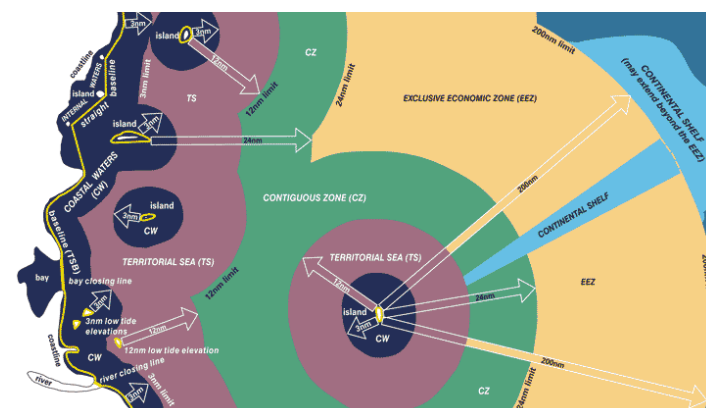 3nm
island
3nm
200nm limit
coastline
INTERNAL WATERS
baseline
3nm limit
12nm
CZ
TS
12nm limit
24nm limit
EXCLUSIVE ECONOMIC ZONE (EEZ)
CONTINENTAL SHELF
(may extend beyond the EEZ)
island
straight
island
3nm
24nm
COASTAL WATERS
(CW)
CONTIGUOUS ZONE (CZ)
200nm
CONTINENTAL SHELF
island
3nm
CW
baseline (TSB)
TERRITORIAL SEA (TS)
TERRITORIAL SEA (TS)
200nm
bay
bay closing line
12nm limit
12nm
EEZ
3nm
24nm
3nm low tide
elevations
12nm
island
3nm
CW
12nm low tide elevation
coastline
CW
river closing line
200nm
river
3nm
3nm limit
CZ
24nm limit